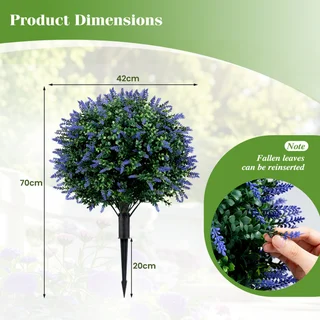 Product Dimensions
42cm
70cm
20cm
Note
Fallen leaves
can be reinserted